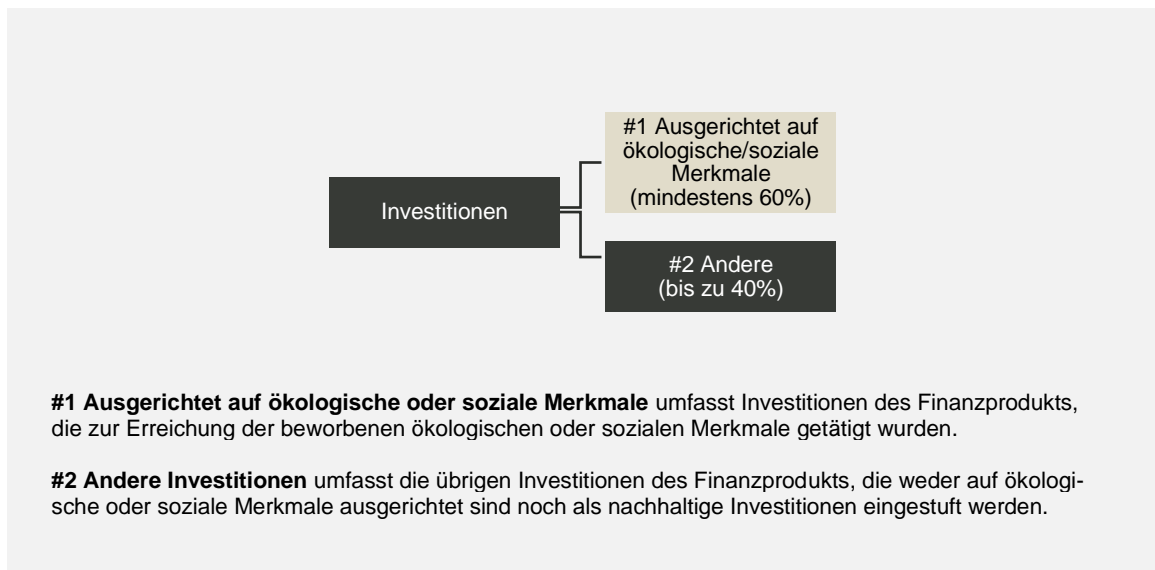 #1 Ausgerichtet auf
ökologische/soziale
Merkmale
(mindestens 60%)
Investitionen
#2 Andere
(bis zu 40%)
#1 Ausgerichtet auf ökologische oder soziale Merkmale umfasst Investitionen des Finanzprodukts,
die zur Erreichung der beworbenen ökologischen oder sozialen Merkmale getätigt wurden.
#2 Andere Investitionen umfasst die übrigen Investitionen des Finanzprodukts, die weder auf ökologi-
sche oder soziale Merkmale ausgerichtet sind noch als nachhaltige Investitionen eingestuft werden.